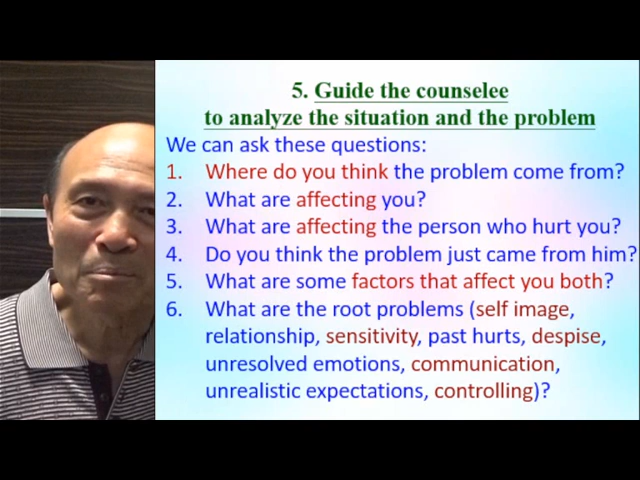 5. Guide the counselee
to analyze the situation and the problem
We can ask these questions:
1. Where do you think the problem come from?
2. What are affecting you?
3. What are affecting the person who hurt you?
4. Do you think the problem just came from him?
5. What are some factors that affect you both?
6. What are the root problems (self image,
relationship, sensitivity, past hurts, despise,
unresolved emotions, communication,
unrealistic expectations, controlling)?